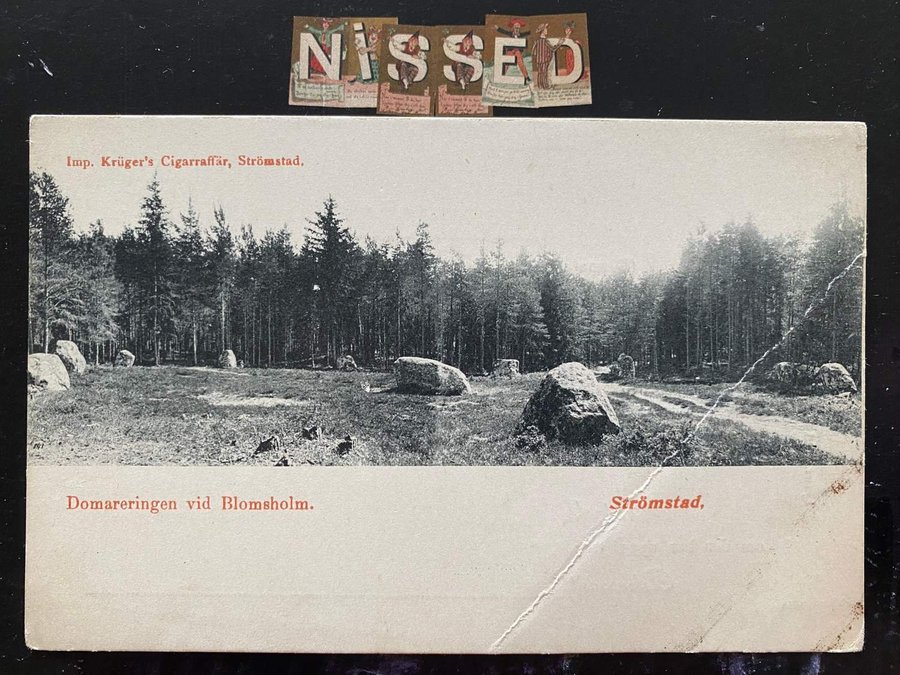 NiSSED
Imp. Krüger's Cigarraffär, Strömstad.
Domareringen vid Blomsholm.
Strömstad,